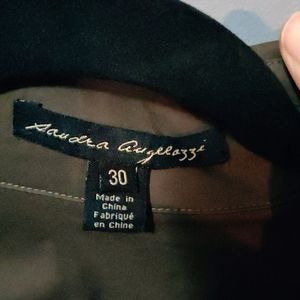 Sandra Angelozzi
30
Made in
China
Fabriqué
en Chine